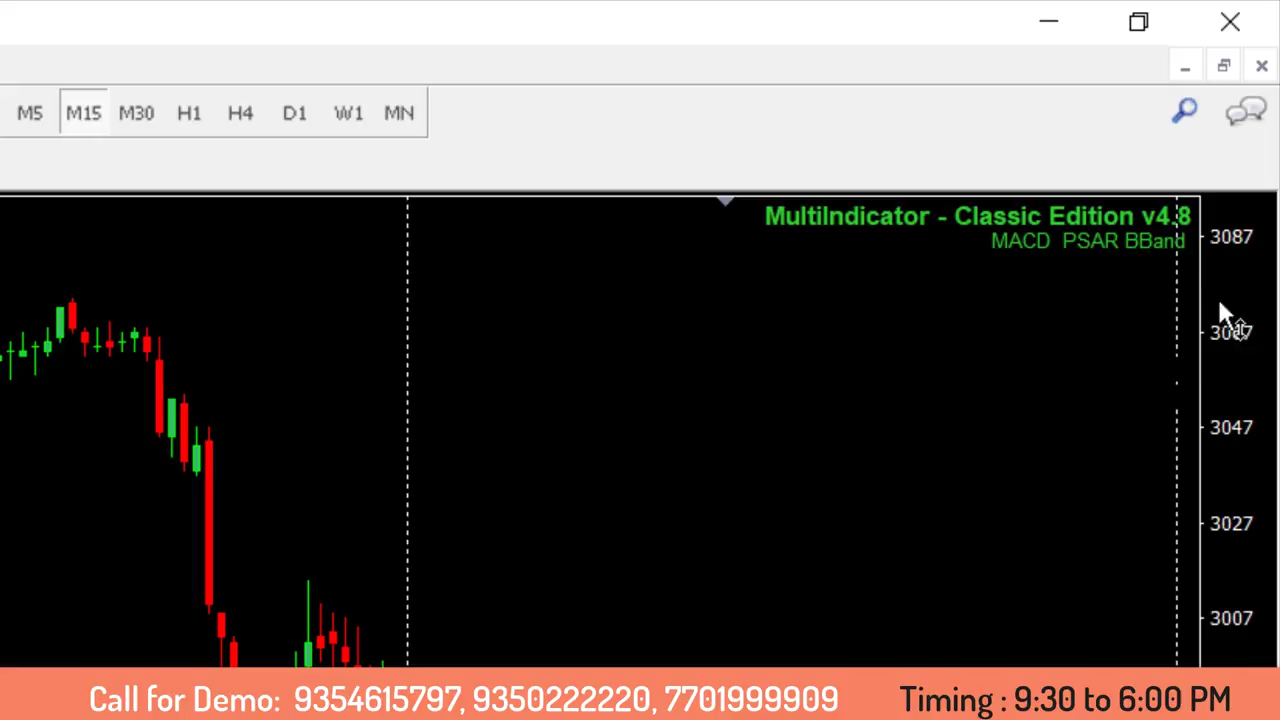 M5 M15 M30 H1 H4 D1 W1 MN
MultiIndicator - Classic Edition v4.8
MACD PSAR BBand
3087
3067
3047
3027
3007
Call for Demo: 9354615797, 9350222220, 7701999909 Timing : 9:30 to 6:00 PM